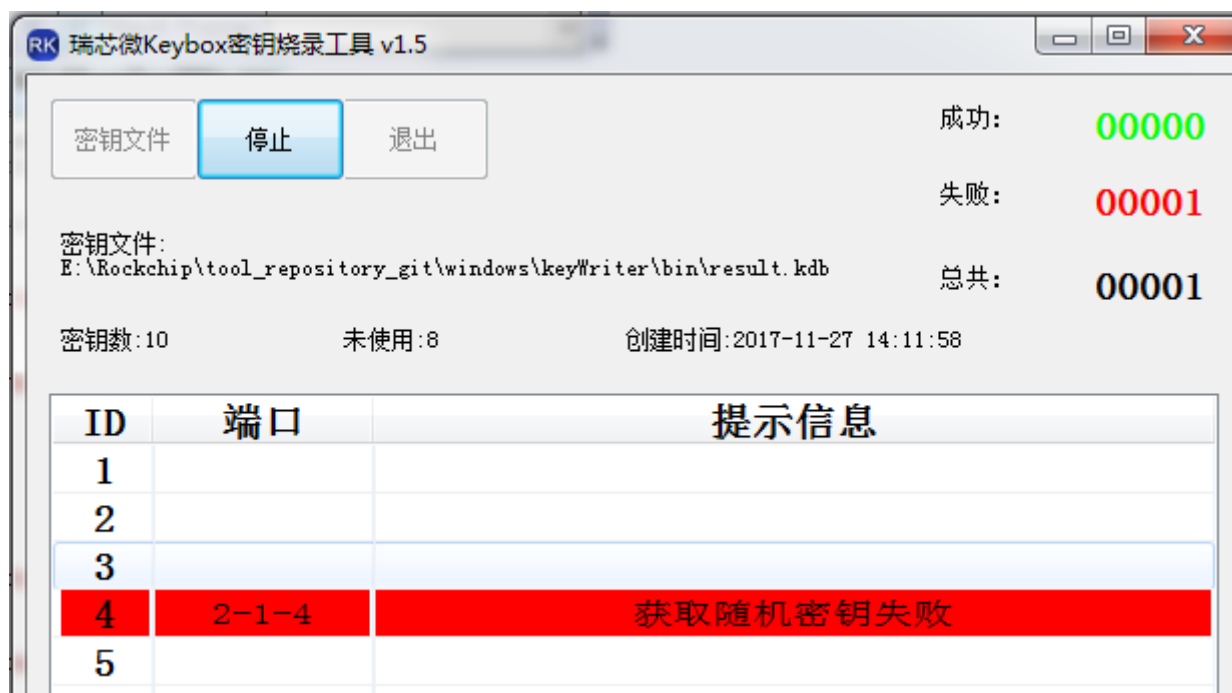 RK 瑞芯微Keybox密钥烧录工具 v1.5
密钥文件 停止 退出
成功: 00000
失败: 00001
密钥文件:
E:\Rockchip\tool_repository_git\windows\keyWriter\bin\result.kdb
总共: 00001
密钥数:10 未使用:8 创建时间:2017-11-27 14:11:58
ID 端口 提示信息
1
2
3
4 2-1-4 获取随机密钥失败
5